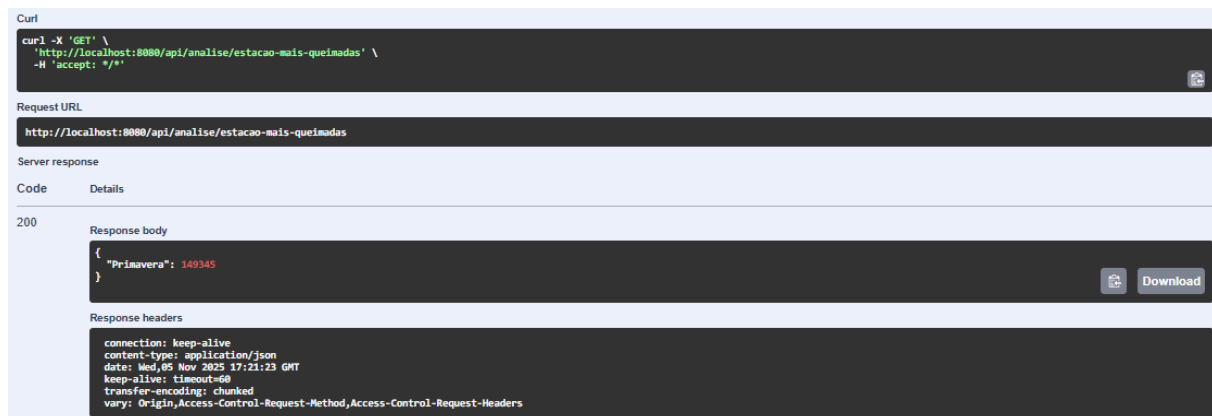 Curl
curl -X 'GET' \
'http://localhost:8080/api/analise/estacao-mais-queimadas' \
-H 'accept: */*'
Request URL
http://localhost:8080/api/analise/estacao-mais-queimadas
Server response
Code Details
200
Response body
{
"Primavera": 149345
}
Download
Response headers
connection: keep-alive
content-type: application/json
date: Wed,05 Nov 2025 17:21:23 GMT
keep-alive: timeout=60
transfer-encoding: chunked
vary: Origin,Access-Control-Request-Method,Access-Control-Request-Headers